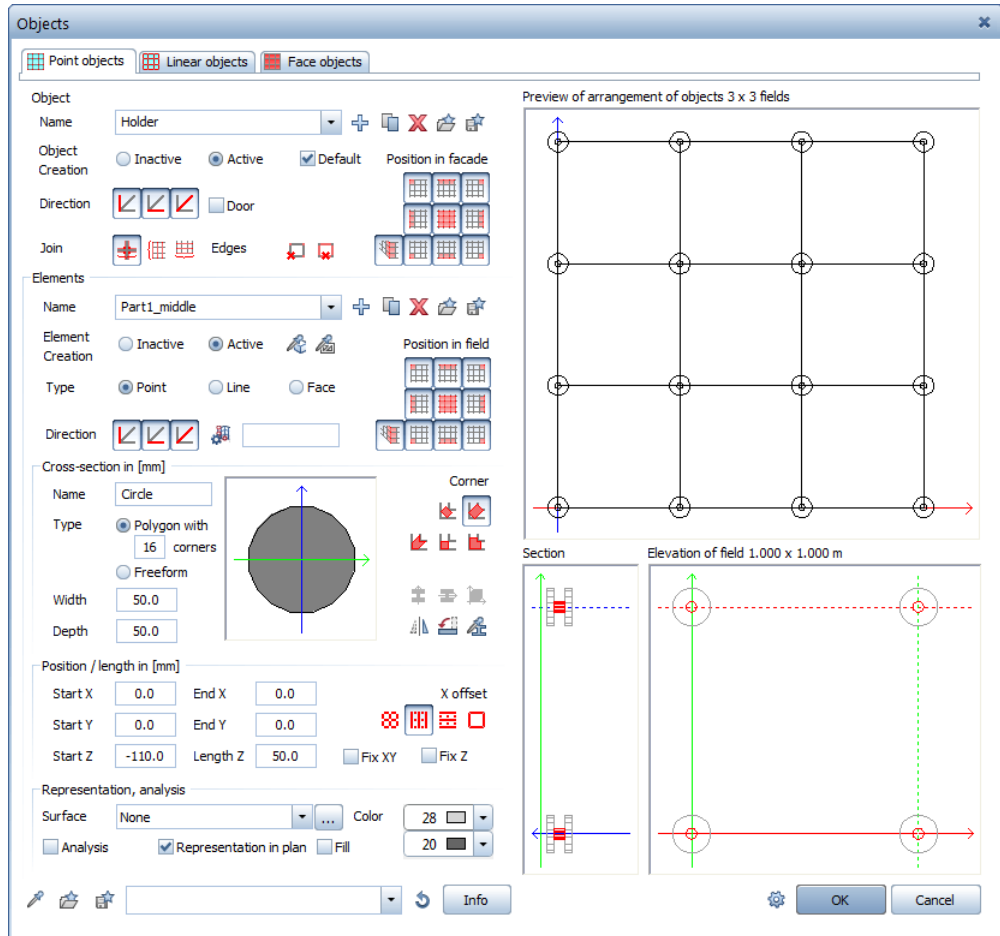 Objects
Point objects Linear objects Face objects
Object
Name Holder
Object Creation Inactive Active Default Position in facade
Direction Door
Join Edges
Elements
Name Part1_middle
Element Creation Inactive Active Position in field
Type Point Line Face
Direction
Cross-section in [mm]
Name Circle Corner
Type Polygon with
16 corners
Freeform
Width 50.0
Depth 50.0
Position / length in [mm]
Start X 0.0 End X 0.0 X offset
Start Y 0.0 End Y 0.0
Start Z -110.0 Length Z 50.0 Fix XY Fix Z
Representation, analysis
Surface None ... Color 28
Analysis Representation in plan Fill 20
Preview of arrangement of objects 3 x 3 fields
Section Elevation of field 1.000 x 1.000 m
Info OK Cancel